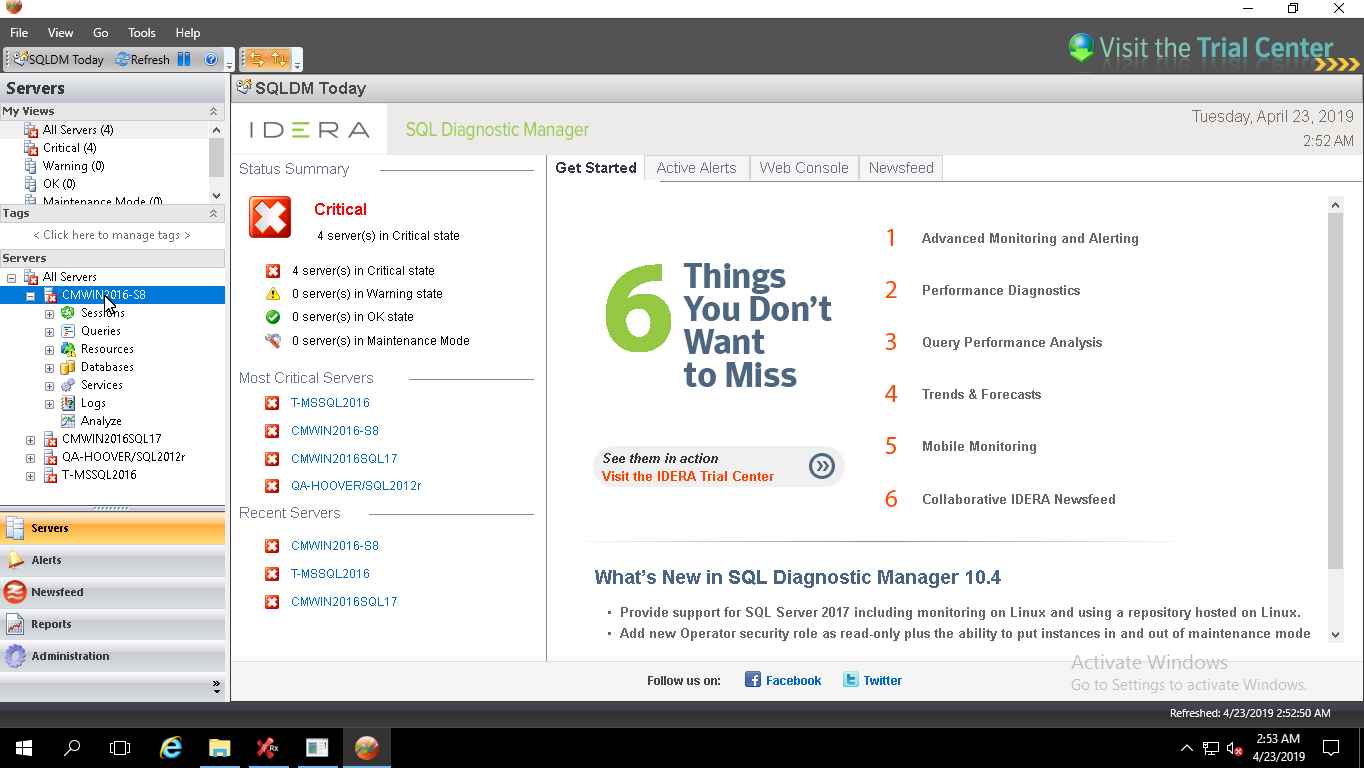 File View Go Tools Help
SQLDM Today Refresh
Visit the Trial Center
Servers
My Views
All Servers (4)
Critical (4)
Warning (0)
OK (0)
Maintenance Mode (0)
Tags
< Click here to manage tags >
Servers
All Servers
CMWIN2016-S8
Sessions
Queries
Resources
Databases
Services
Logs
Analyze
CMWIN2016SQL17
QA-HOOVER/SQL2012r
T-MSSQL2016
Servers
Alerts
Newsfeed
Reports
Administration
SQLDM Today
IDERA SQL Diagnostic Manager
Tuesday, April 23, 2019
2:52 AM
Status Summary
Critical
4 server(s) in Critical state
4 server(s) in Critical state
0 server(s) in Warning state
0 server(s) in OK state
0 server(s) in Maintenance Mode
Most Critical Servers
T-MSSQL2016
CMWIN2016-S8
CMWIN2016SQL17
QA-HOOVER/SQL2012r
Recent Servers
CMWIN2016-S8
T-MSSQL2016
CMWIN2016SQL17
Get Started Active Alerts Web Console Newsfeed
6 Things
You Don't
Want
to Miss
See them in action
Visit the IDERA Trial Center
1 Advanced Monitoring and Alerting
2 Performance Diagnostics
3 Query Performance Analysis
4 Trends & Forecasts
5 Mobile Monitoring
6 Collaborative IDERA Newsfeed
What's New in SQL Diagnostic Manager 10.4
• Provide support for SQL Server 2017 including monitoring on Linux and using a repository hosted on Linux.
• Add new Operator security role as read-only plus the ability to put instances in and out of maintenance mode
Activate Windows
Go to Settings to activate Windows.
Follow us on: Facebook Twitter
Refreshed: 4/23/2019 2:52:50 AM
Rx
2:53 AM
4/23/2019